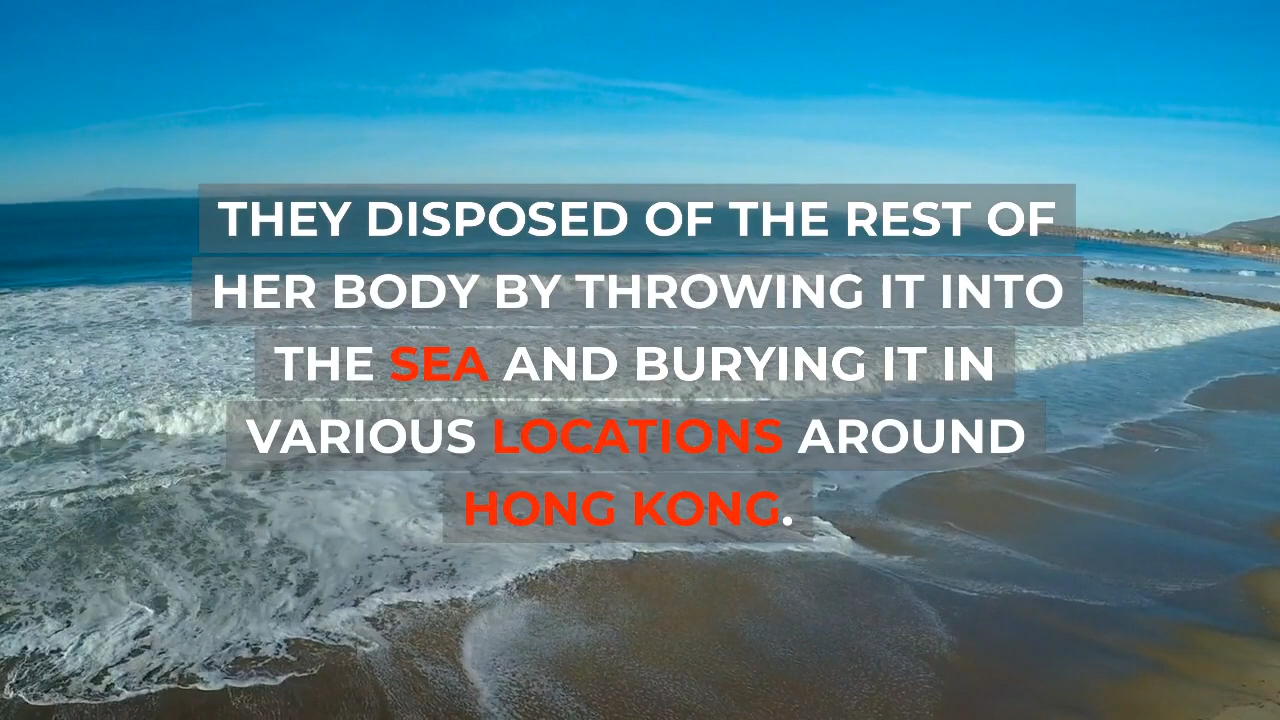 THEY DISPOSED OF THE REST OF
HER BODY BY THROWING IT INTO
THE SEA AND BURYING IT IN
VARIOUS LOCATIONS AROUND
HONG KONG.